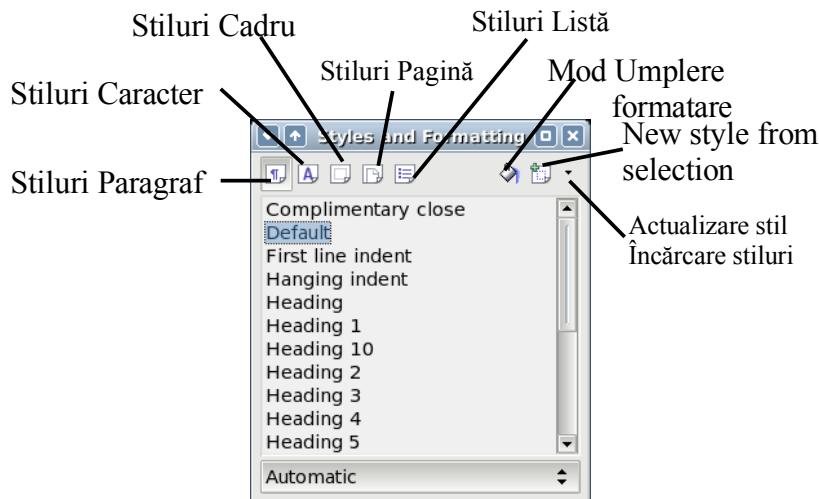 Stiluri Cadru
Stiluri Listă
Stiluri Pagină
Mod Umplere
formatare
Stiluri Caracter
New style from
selection
Stiluri Paragraf
Actualizare stil
Încărcare stiluri
Styles and Formatting
Complimentary close
Default
First line indent
Hanging indent
Heading
Heading 1
Heading 10
Heading 2
Heading 3
Heading 4
Heading 5
Automatic